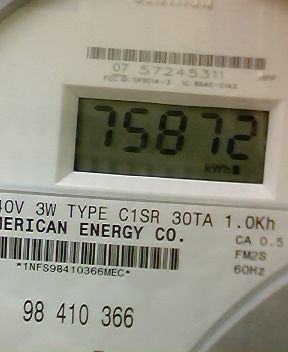 07 57245311
75872
kWh
40V 3W TYPE C1SR 30TA 1.0Kh
MERICAN ENERGY CO.
CA 0.5
*1NFS98410366MEC*
FM2S
60Hz
98 410 366